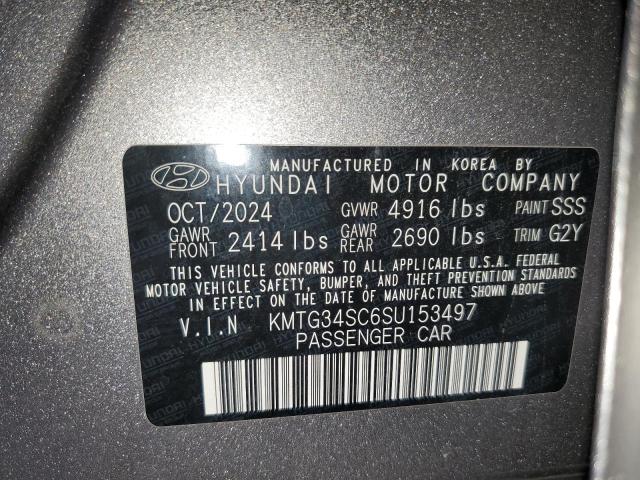 MANUFACTURED IN KOREA BY
HYUNDAI MOTOR COMPANY
OCT/2024 GVWR 4916 lbs PAINT SSS
GAWR FRONT 2414 lbs GAWR REAR 2690 lbs TRIM G2Y
THIS VEHICLE CONFORMS TO ALL APPLICABLE U.S.A. FEDERAL
MOTOR VEHICLE SAFETY, BUMPER, AND THEFT PREVENTION STANDARDS
IN EFFECT ON THE DATE OF MANUFACTURE SHOWN ABOVE.
V.I.N KMTG34SC6SU153497
PASSENGER CAR